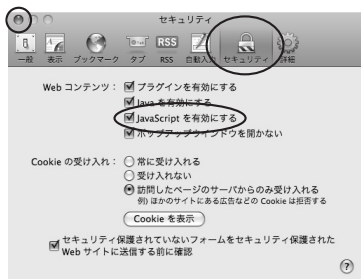 セキュリティ
RSS
一般 表示 ブックマーク タブ RSS 自動入力 セキュリティ 詳細
Web コンテンツ： プラグインを有効にする
Java を有効にする
JavaScript を有効にする
ポップアップウインドウを開かない
Cookie の受け入れ： 常に受け入れる
受け入れない
訪問したページのサーバからのみ受け入れる
例) ほかのサイトにある広告などの Cookie は拒否する
Cookie を表示
セキュリティ保護されていないフォームをセキュリティ保護された
Web サイトに送信する前に確認
?